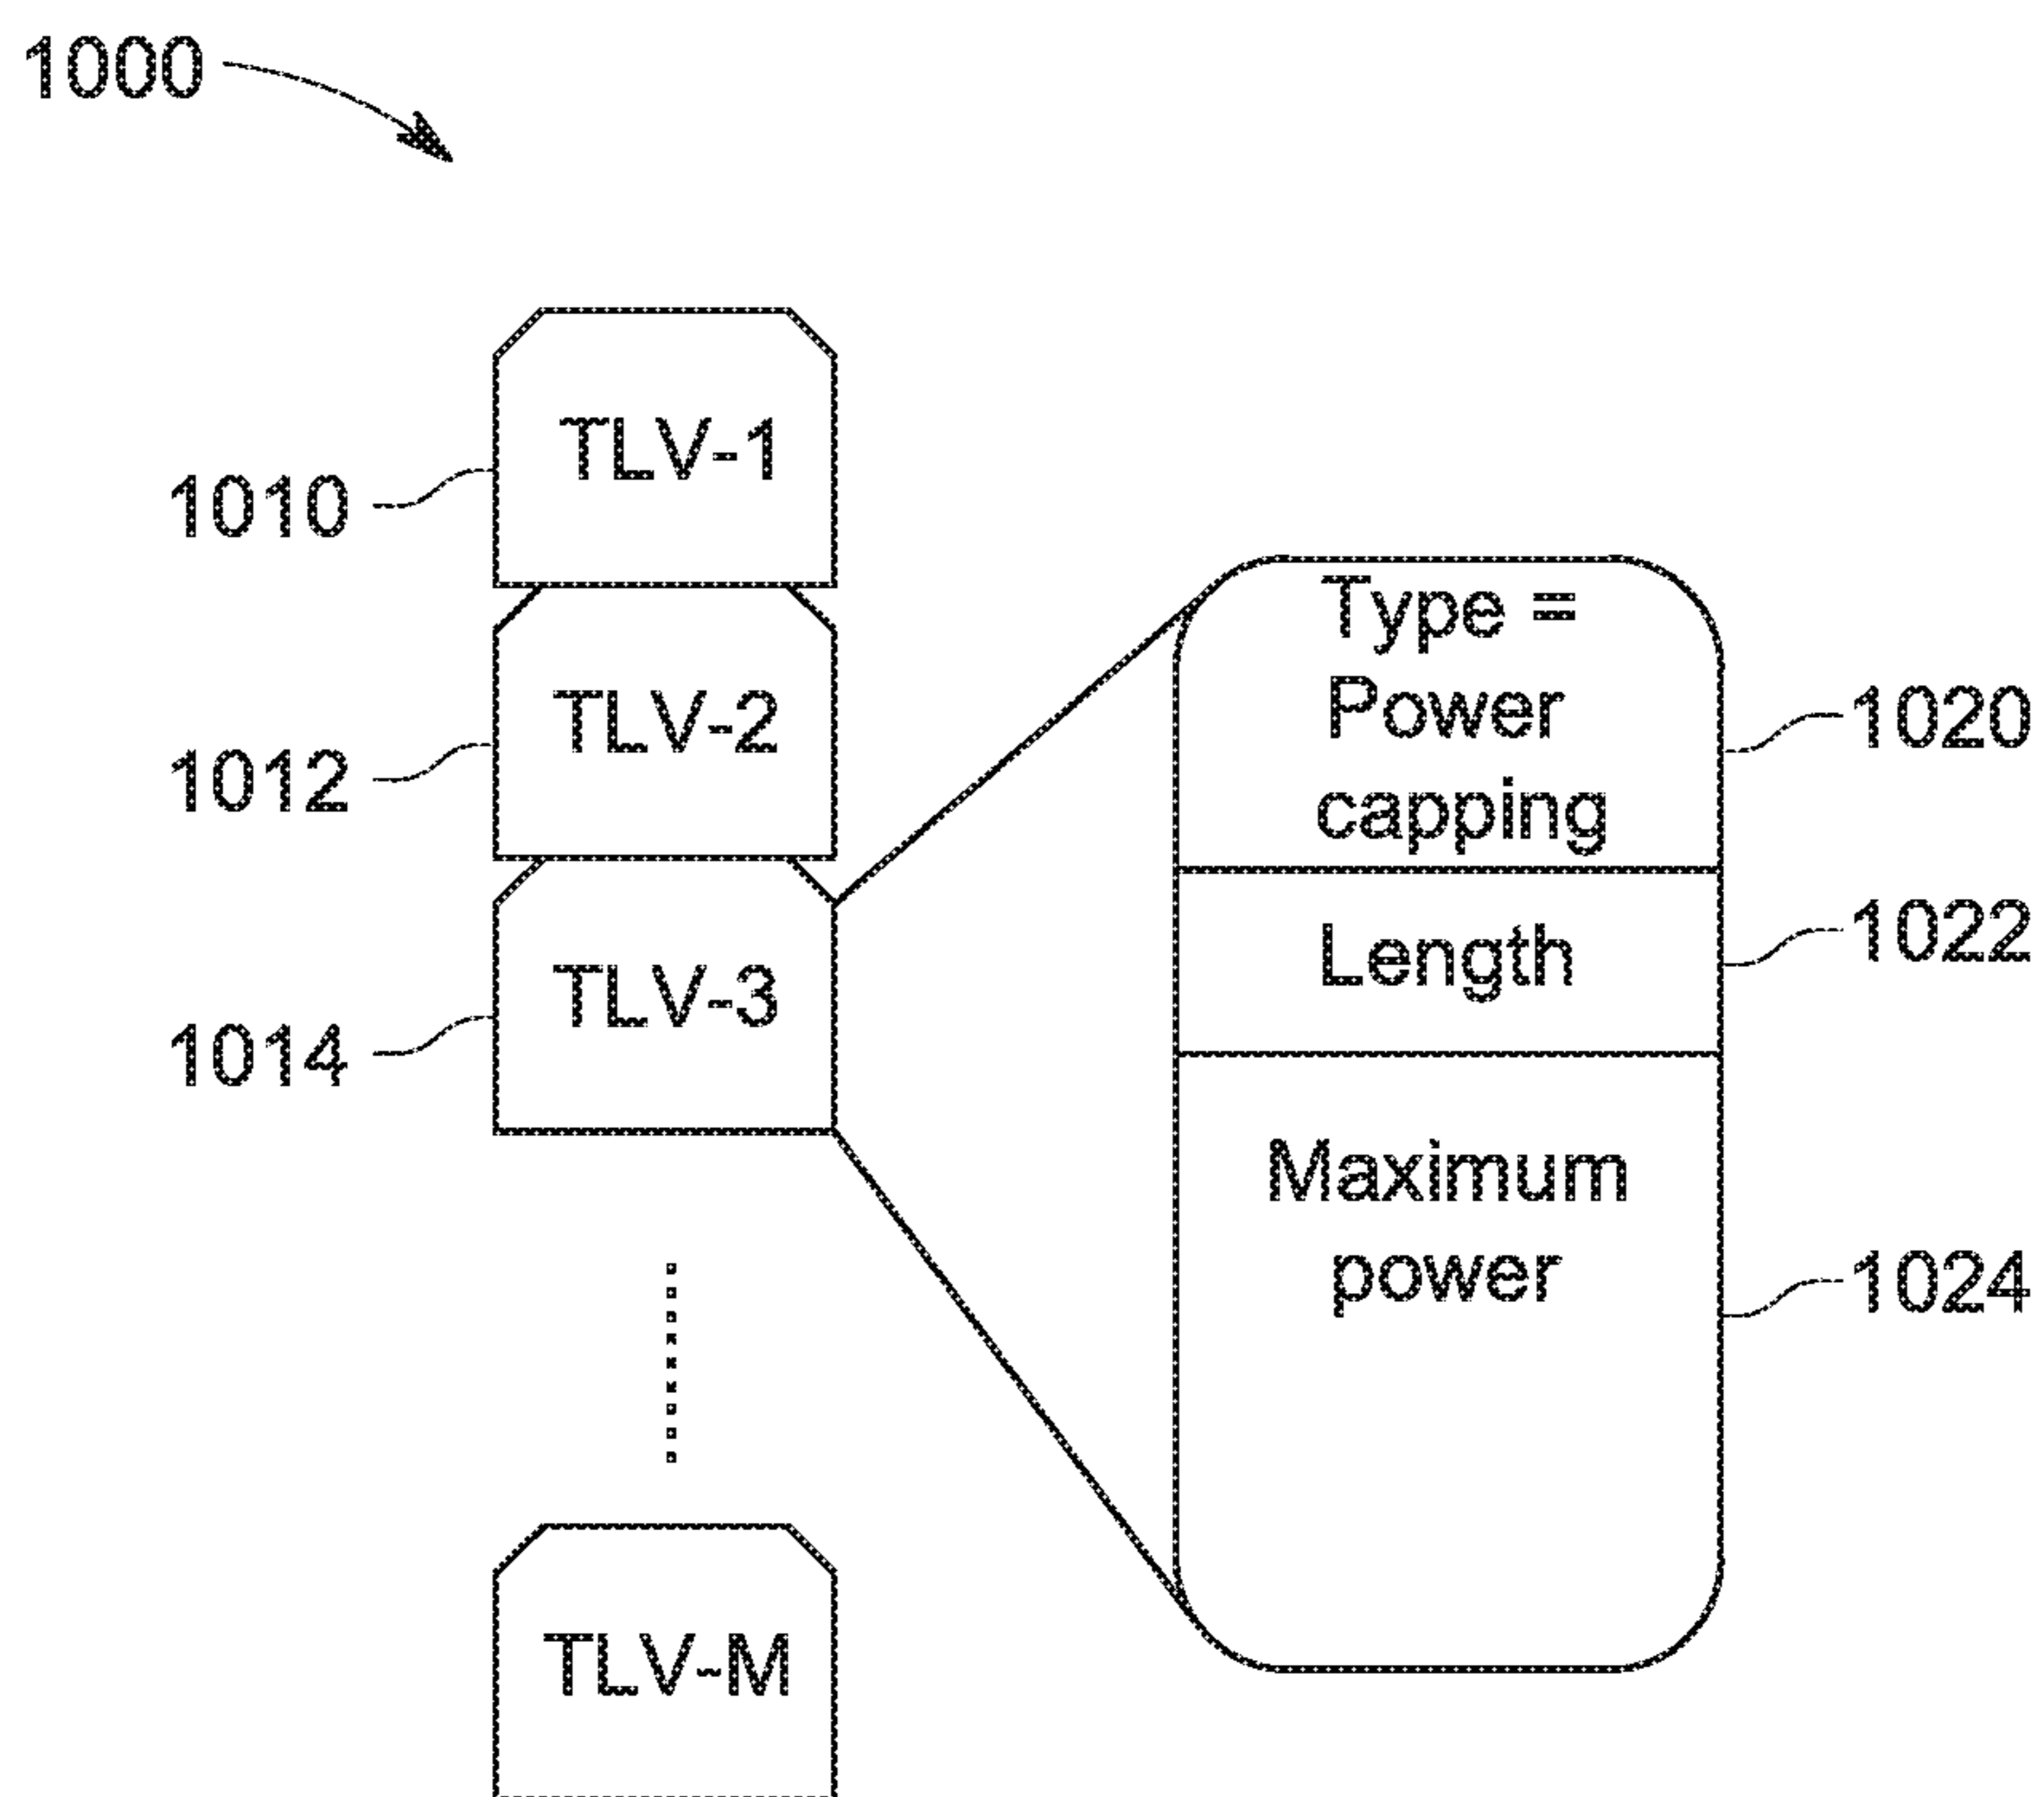 1000
TLV-1
1010
TLV-2
1012
TLV-3
1014
TLV-M
Type =
Power
capping
1020
Length
1022
Maximum
power
1024